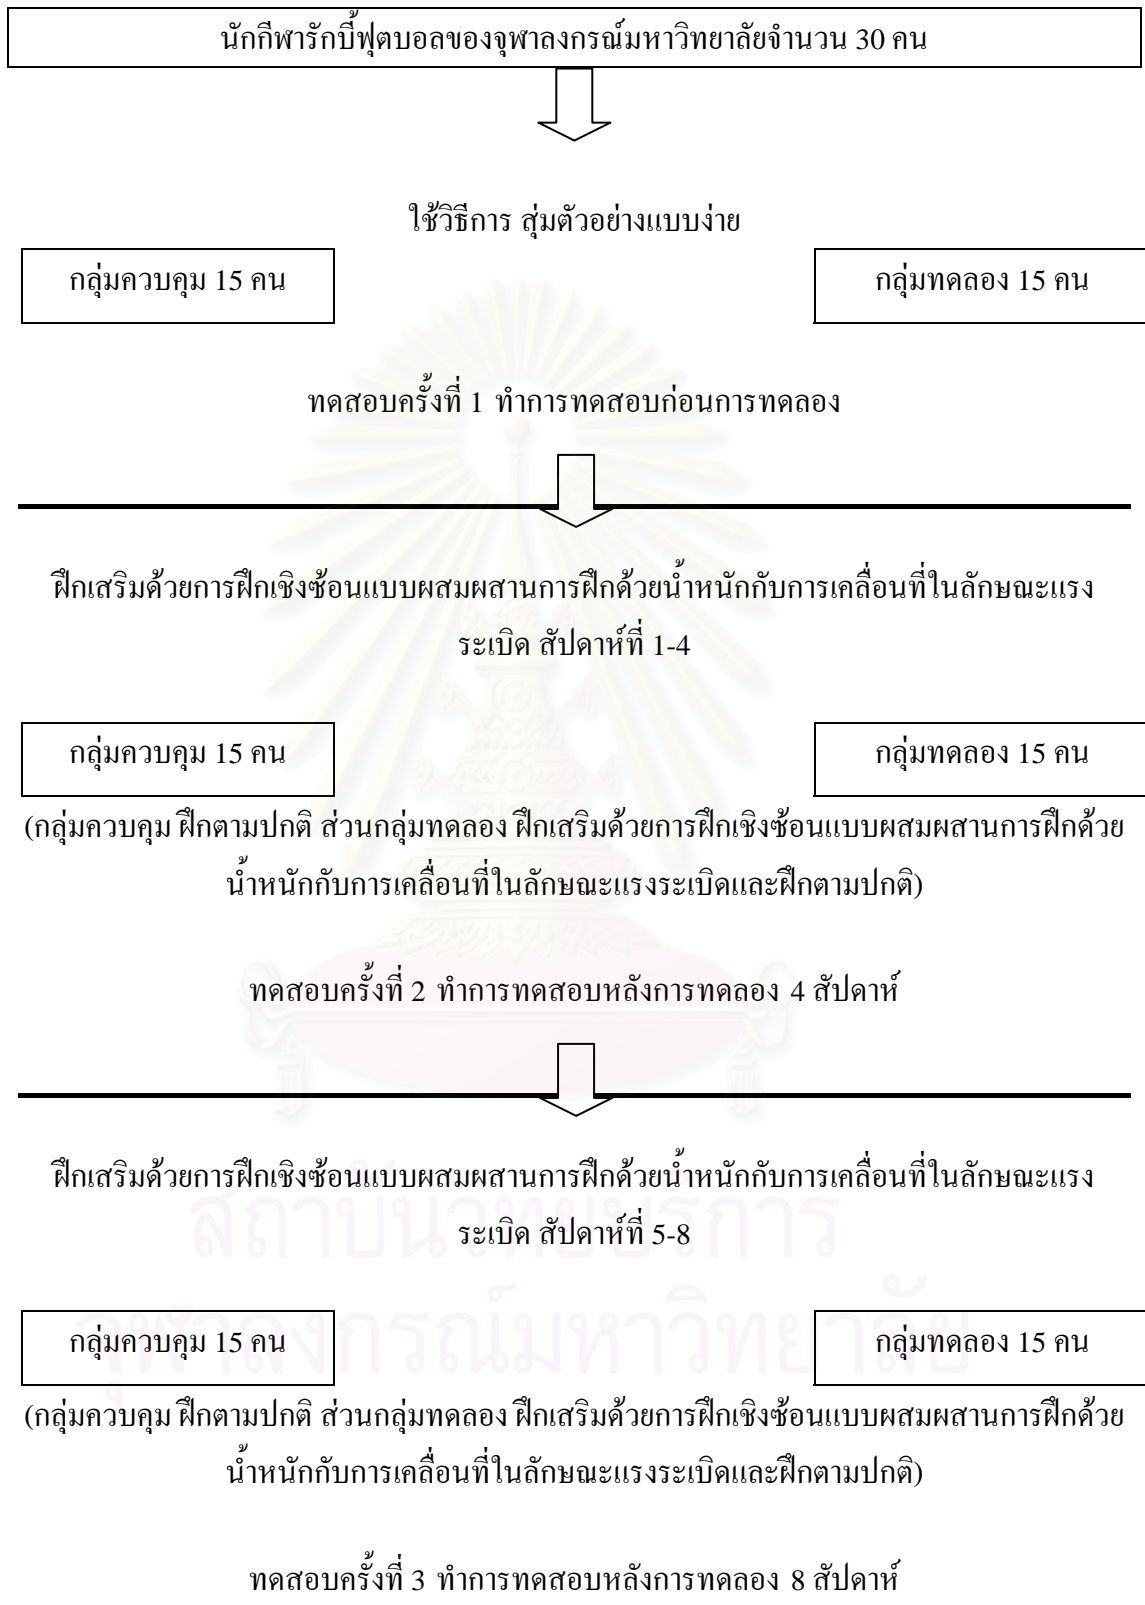 นักกีฬารักบี้ฟุตบอลของจุฬาลงกรณ์มหาวิทยาลัยจำนวน 30 คน
ใช้วิธีการ สุ่มตัวอย่างแบบง่าย
กลุ่มควบคุม 15 คน
กลุ่มทดลอง 15 คน
ทดสอบครั้งที่ 1 ทำการทดสอบก่อนการทดลอง
ฝึกเสริมด้วยการฝึกเชิงซ้อนแบบผสมผสานการฝึกด้วยน้ำหนักกับการเคลื่อนที่ในลักษณะแรง
ระเบิด สัปดาห์ที่ 1-4
กลุ่มควบคุม 15 คน
กลุ่มทดลอง 15 คน
(กลุ่มควบคุม ฝึกตามปกติ ส่วนกลุ่มทดลอง ฝึกเสริมด้วยการฝึกเชิงซ้อนแบบผสมผสานการฝึกด้วย
น้ำหนักกับการเคลื่อนที่ในลักษณะแรงระเบิดและฝึกตามปกติ)
ทดสอบครั้งที่ 2 ทำการทดสอบหลังการทดลอง 4 สัปดาห์
ฝึกเสริมด้วยการฝึกเชิงซ้อนแบบผสมผสานการฝึกด้วยน้ำหนักกับการเคลื่อนที่ในลักษณะแรง
สถาบันวิทยบริการ
ระเบิด สัปดาห์ที่ 5-8
จุฬาลงกรณ์มหาวิทยาลัย
กลุ่มควบคุม 15 คน
กลุ่มทดลอง 15 คน
(กลุ่มควบคุม ฝึกตามปกติ ส่วนกลุ่มทดลอง ฝึกเสริมด้วยการฝึกเชิงซ้อนแบบผสมผสานการฝึกด้วย
น้ำหนักกับการเคลื่อนที่ในลักษณะแรงระเบิดและฝึกตามปกติ)
ทดสอบครั้งที่ 3 ทำการทดสอบหลังการทดลอง 8 สัปดาห์